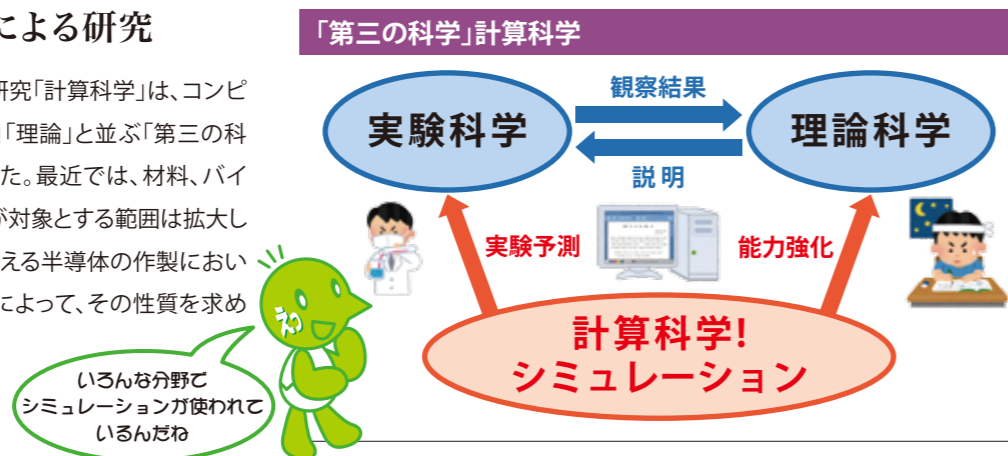 による研究
研究「計算科学」は、コンピ
「理論」と並ぶ「第三の科
た。最近では、材料、バイ
が対象とする範囲は拡大し
える半導体の作製におい
によって、その性質を求め
えっ
いろんな分野で
シミュレーションが使われて
いるんだね
「第三の科学」計算科学
観察結果
実験科学
理論科学
説明
実験予測
能力強化
計算科学!
シミュレーション